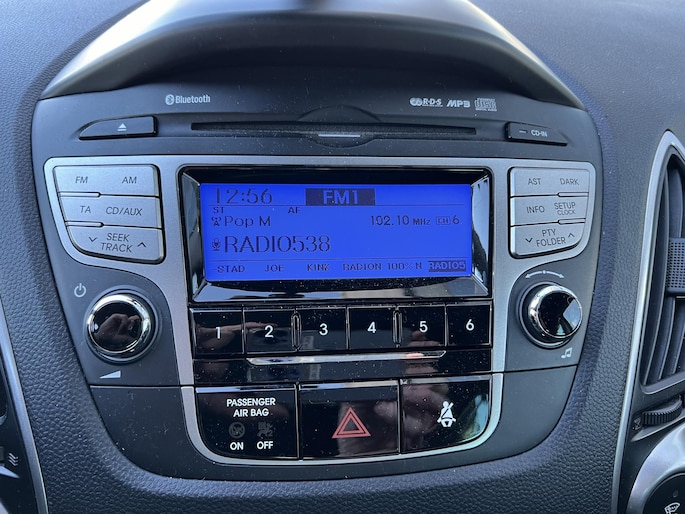 Bluetooth
R·D·S MP3
CD-IN
FM AM
TA CD/AUX
SEEK
TRACK
AST DARK
INFO SETUP
CLOCK
PTY
FOLDER
12:56 FM1
ST AF
Pop M 102.10 MHz CH 6
RADIO538
STAD JOE KINK RADION 100% N RADIO5
1 2 3 4 5 6
PASSENGER
AIR BAG
ON OFF